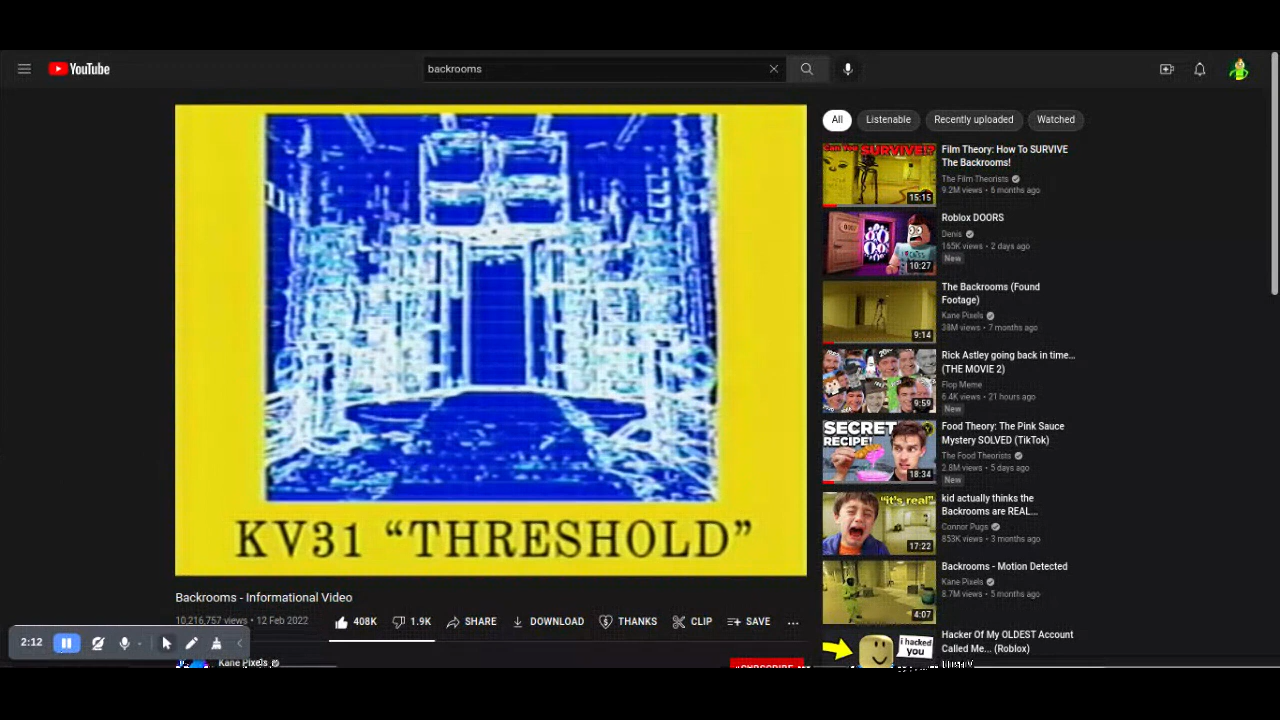 YouTube
backrooms
KV31 “THRESHOLD”
Backrooms - Informational Video
10,216,757 views • 12 Feb 2022
408K
1.9K
SHARE
DOWNLOAD
THANKS
CLIP
SAVE
2:12
Kane Pixels
All
Listenable
Recently uploaded
Watched
SURVIVE!?
15:15
Film Theory: How To SURVIVE
The Backrooms!
The Film Theorists
9.2M views • 6 months ago
10:27
Roblox DOORS
Denis
165K views • 2 days ago
New
9:14
The Backrooms (Found
Footage)
Kane Pixels
38M views • 7 months ago
9:59
Rick Astley going back in time...
(THE MOVIE 2)
Flop Meme
6.4K views • 21 hours ago
New
SECRET
RECIPE!
18:34
Food Theory: The Pink Sauce
Mystery SOLVED (TikTok)
The Food Theorists
2.8M views • 5 days ago
New
"it's real"
17:22
kid actually thinks the
Backrooms are REAL...
Connor Pugs
853K views • 3 months ago
4:07
Backrooms - Motion Detected
Kane Pixels
8.7M views • 5 months ago
i hacked
you
Hacker Of My OLDEST Account
Called Me... (Roblox)